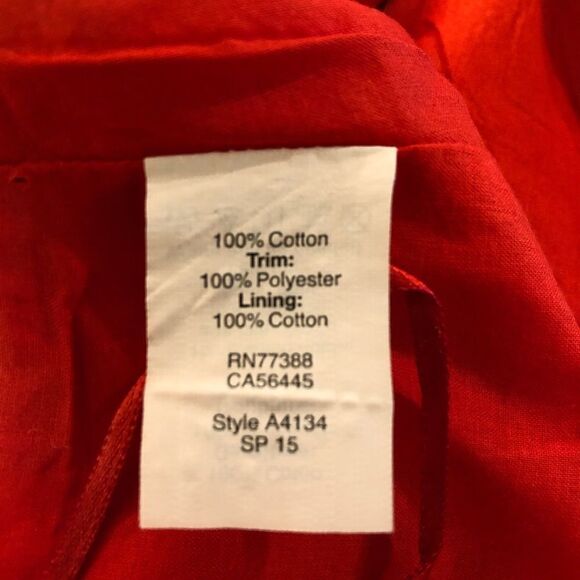 100% Cotton
Trim:
100% Polyester
Lining:
100% Cotton
RN77388
CA56445
Style A4134
SP 15